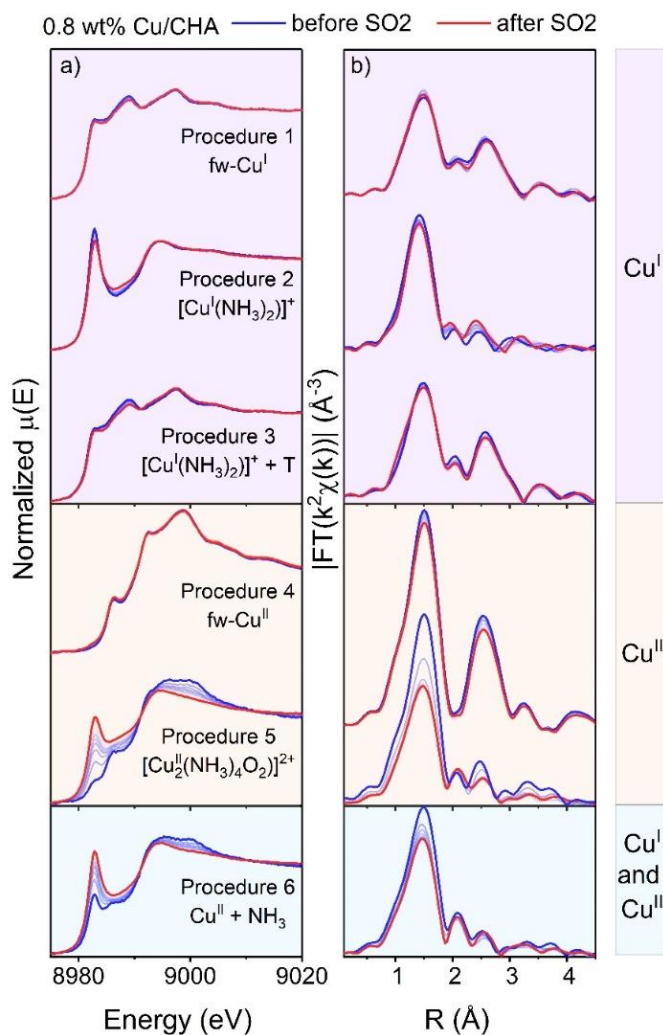 0.8 wt% Cu/CHA — before SO2 — after SO2
a)
b)
Procedure 1
fw-Cuᴵ
Procedure 2
[Cuᴵ(NH₃)₂]⁺
Procedure 3
[Cuᴵ(NH₃)₂]⁺ + T
Procedure 4
fw-Cuᴵᴵ
Procedure 5
[Cu₂ᴵᴵ(NH₃)₄O₂)]²⁺
Procedure 6
Cuᴵᴵ + NH₃
Normalized μ(E)
|FT(k²χ(k))| (Å⁻³)
Cuᴵ
Cuᴵᴵ
Cuᴵ
and
Cuᴵᴵ
8980 9000 9020
1 2 3 4
Energy (eV)
R (Å)